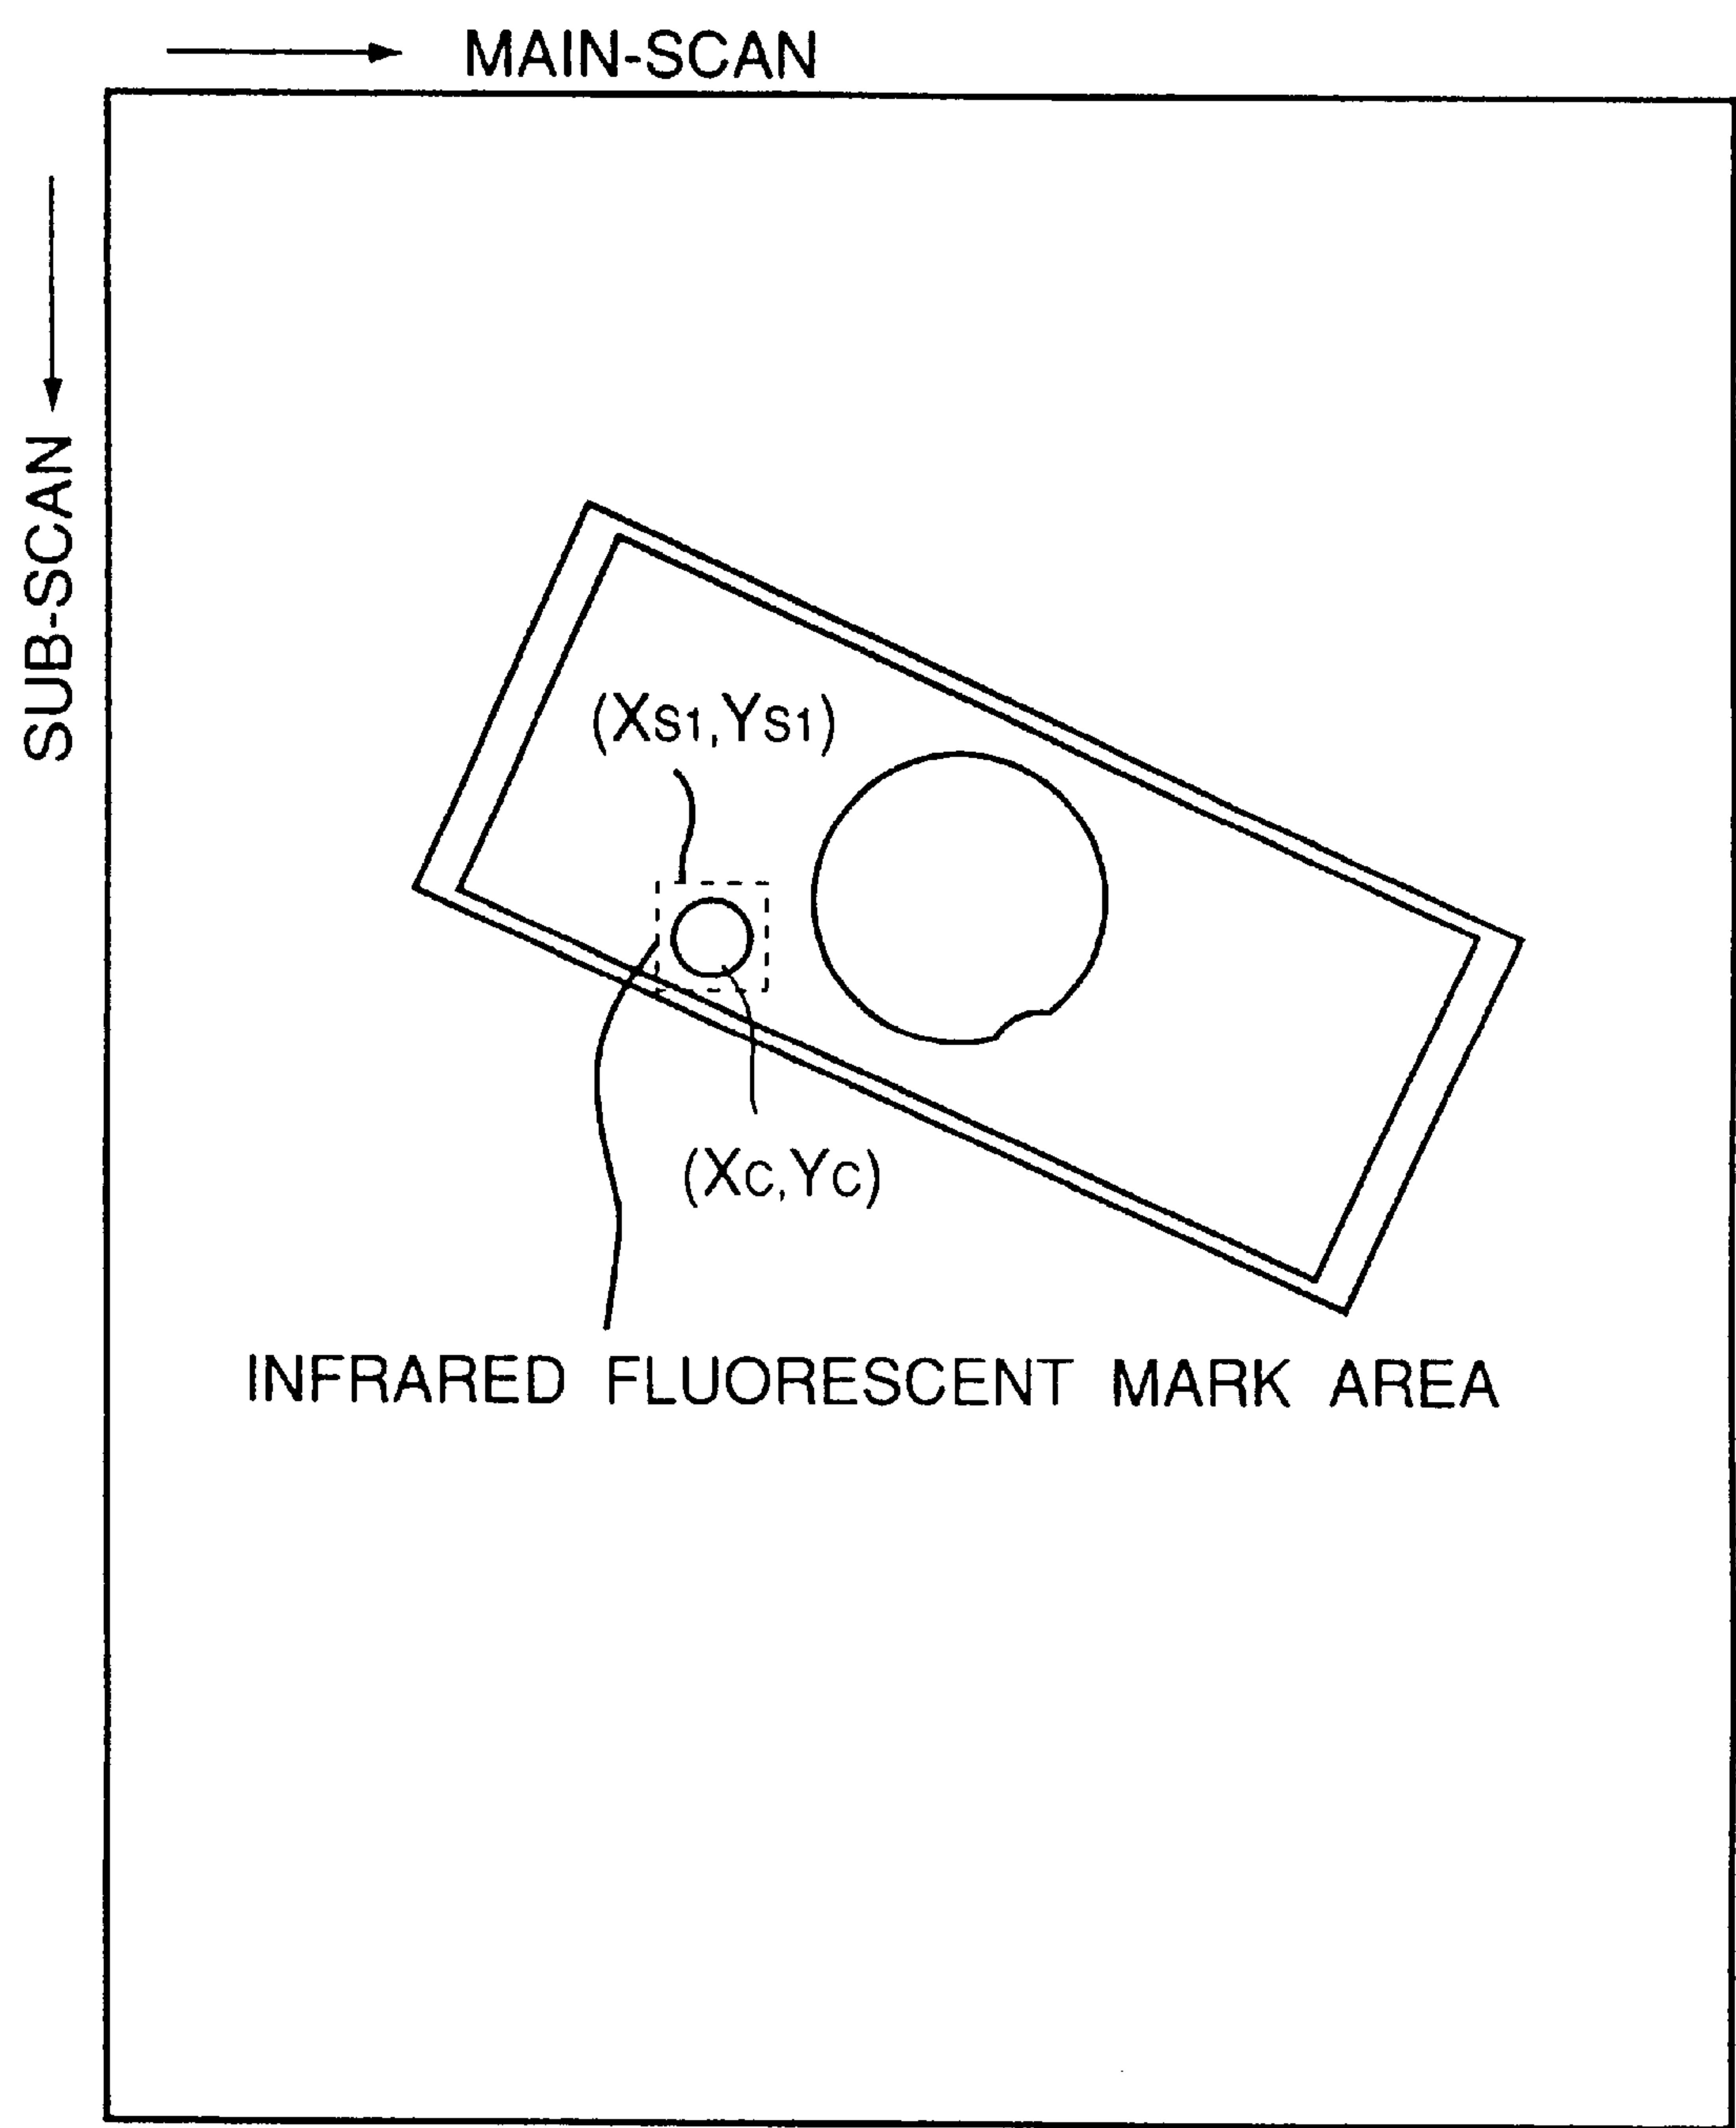 MAIN-SCAN
SUB-SCAN
(XS1,YS1)
(XC,YC)
INFRARED FLUORESCENT MARK AREA